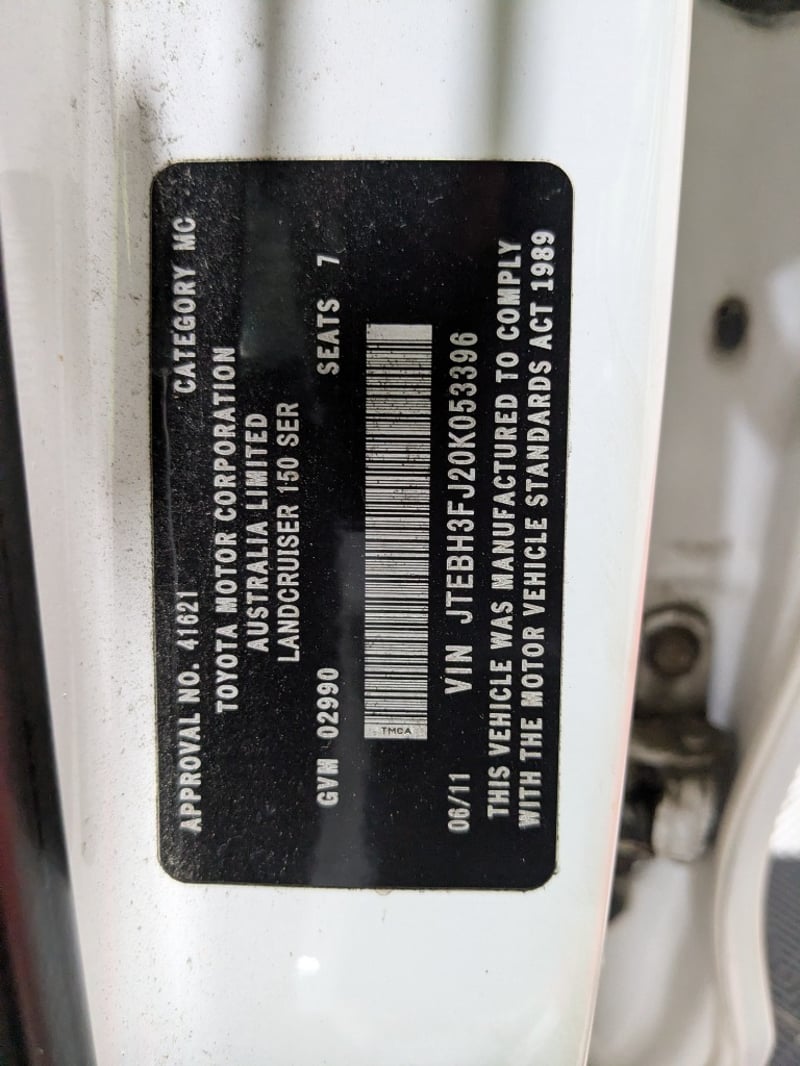 APPROVAL NO. 41621 CATEGORY MC
TOYOTA MOTOR CORPORATION
AUSTRALIA LIMITED
LANDCRUISER 150 SER
GVM 02990 SEATS 7
TMCA
06/11 VIN JTEBH3FJ20K053396
THIS VEHICLE WAS MANUFACTURED TO COMPLY
WITH THE MOTOR VEHICLE STANDARDS ACT 1989